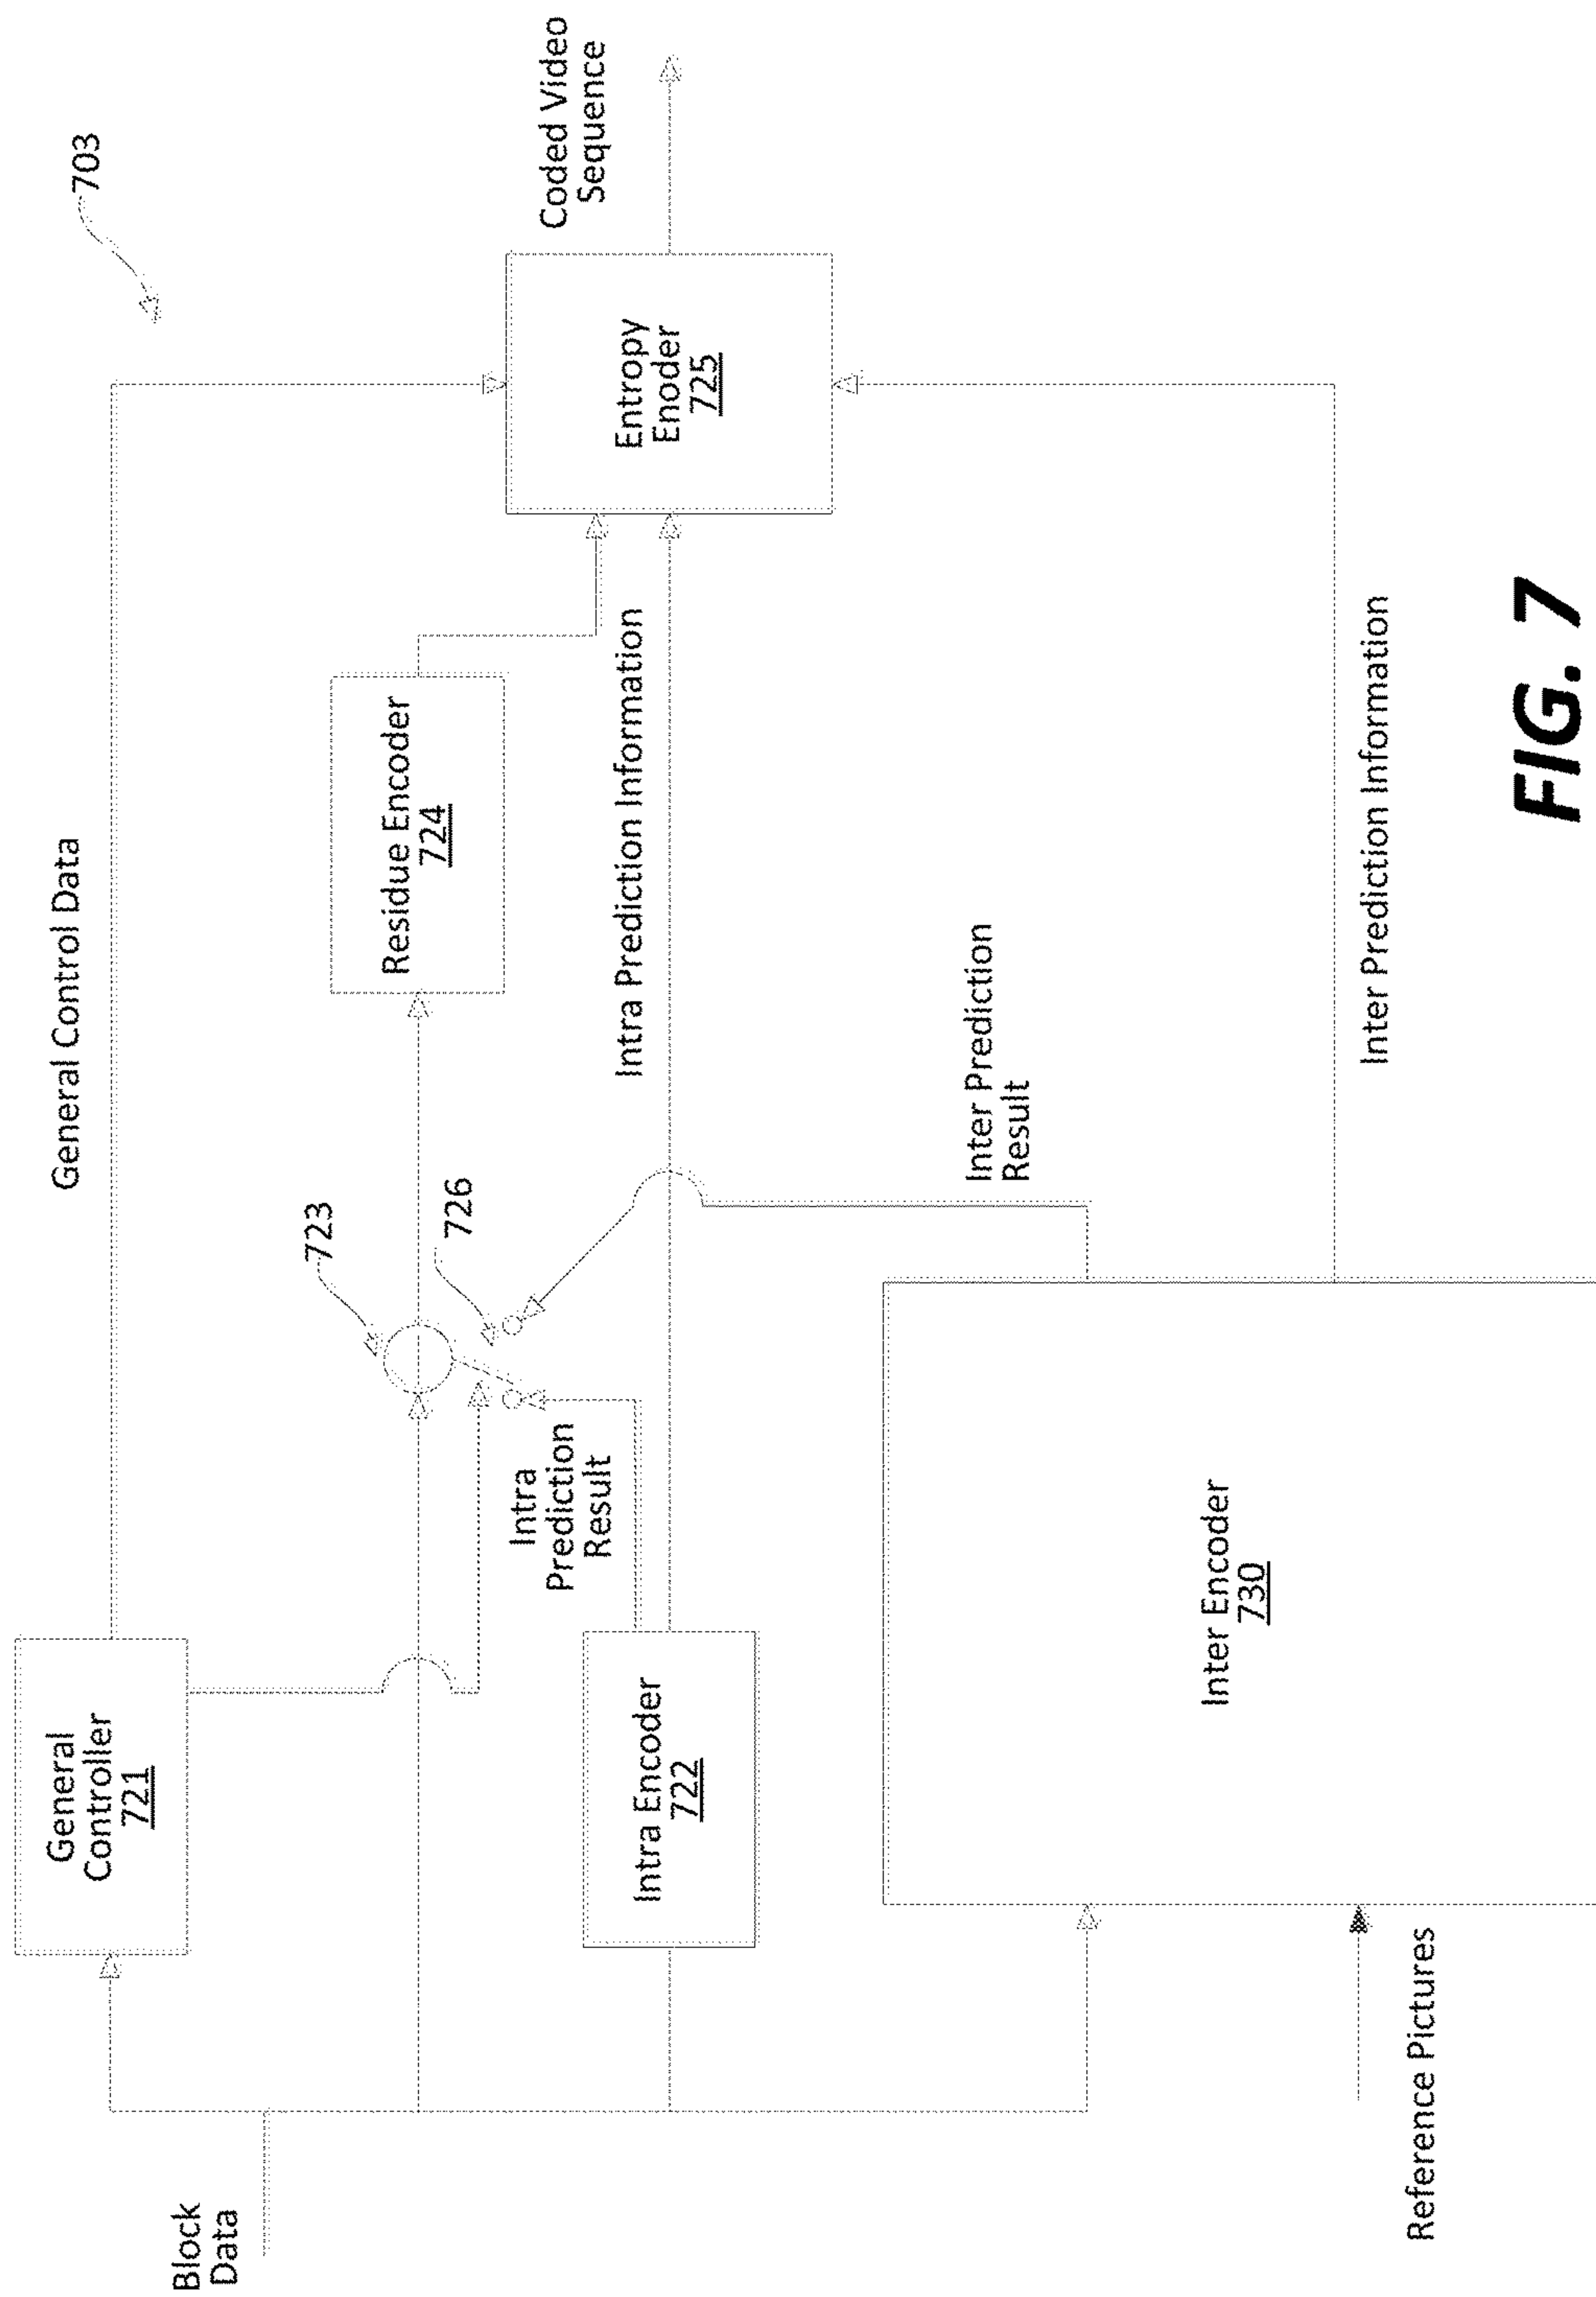 703
General Control Data
General
Controller
721
Block
Data
723
726
Residue Encoder
724
Coded Video
Sequence
Entropy
Enoder
725
Intra
Prediction
Result
Intra Prediction Information
Intra Encoder
722
Inter Prediction
Result
Inter Encoder
730
Inter Prediction Information
Reference Pictures
FIG. 7